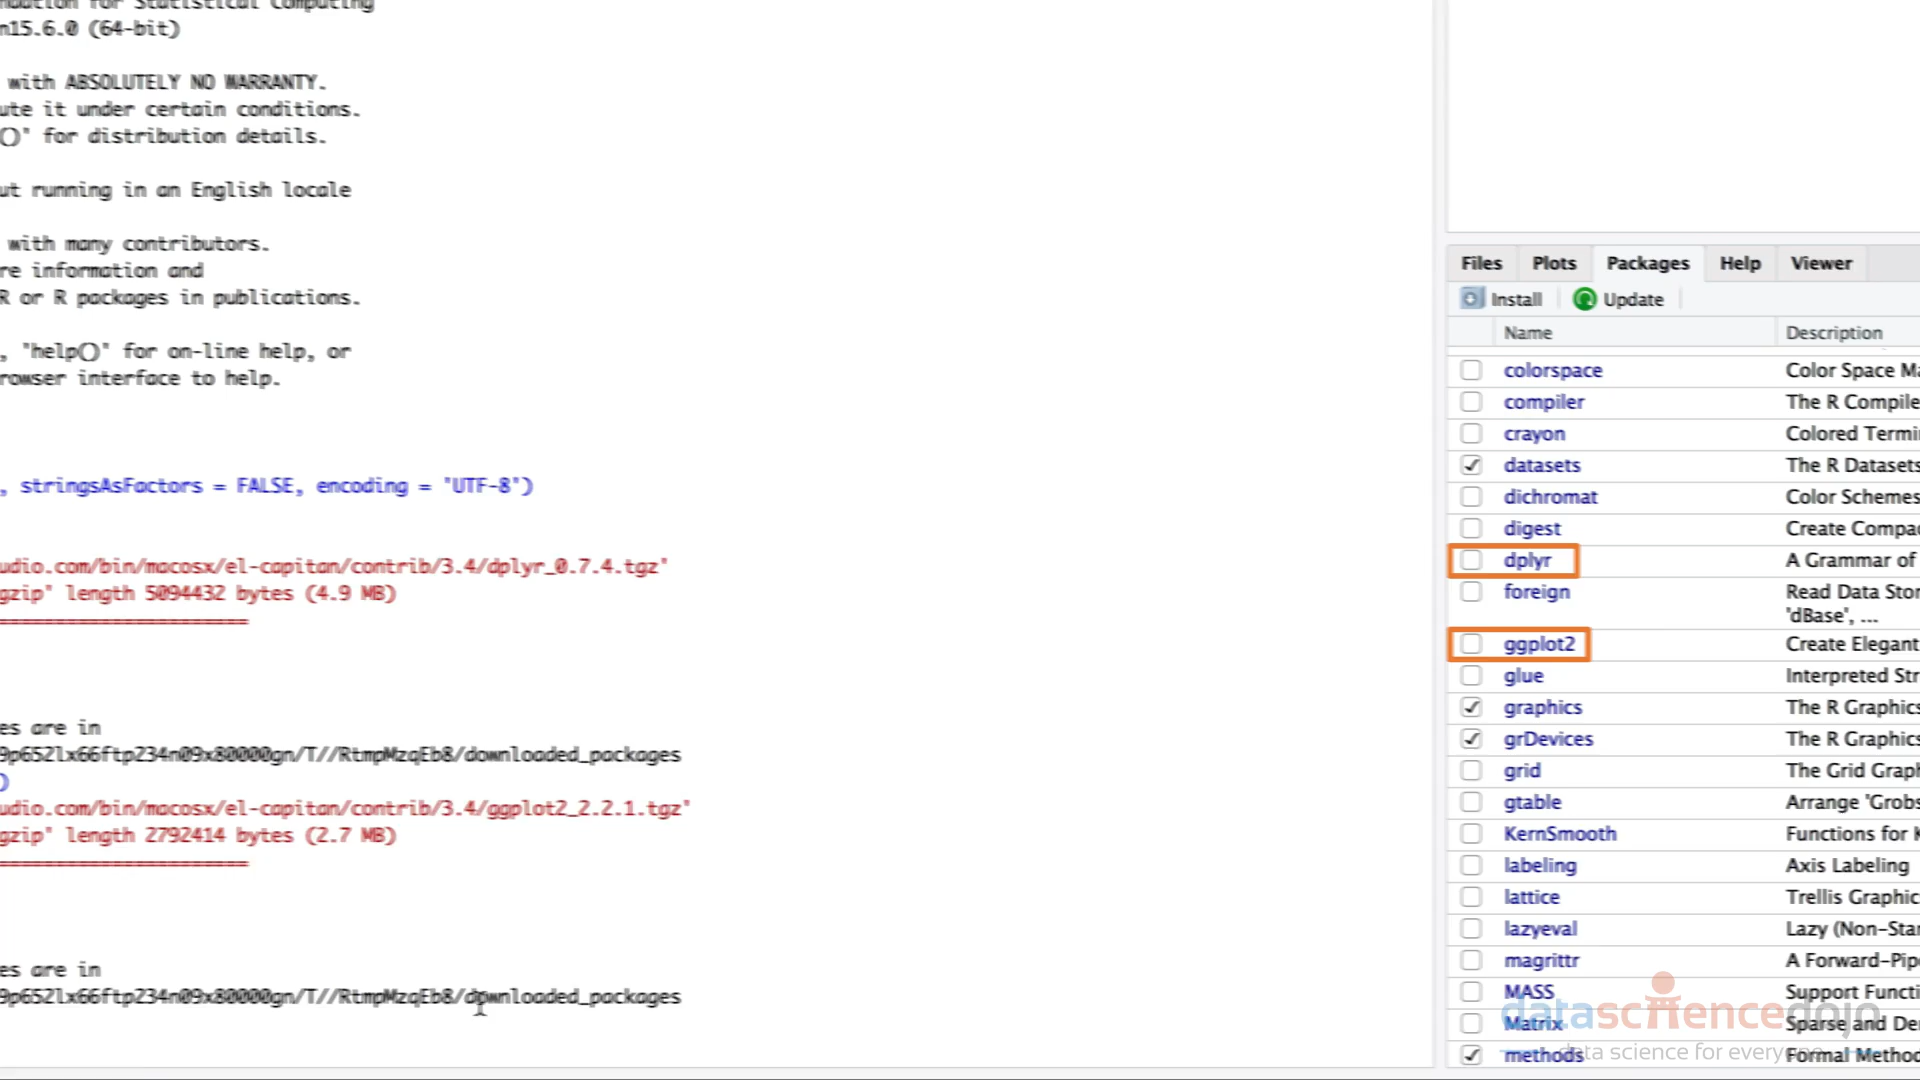 ibution for Statistical Computing
n15.6.0 (64-bit)
with ABSOLUTELY NO WARRANTY.
ute it under certain conditions.
()' for distribution details.
ut running in an English locale
with many contributors.
re information and
R or R packages in publications.
, 'help()' for on-line help, or
rowser interface to help.
, stringsAsFactors = FALSE, encoding = 'UTF-8')
udio.com/bin/macosx/el-capitan/contrib/3.4/dplyr_0.7.4.tgz'
gzip' length 5094432 bytes (4.9 MB)
======================
es are in
9p652lx66ftp234n09x80000gn/T//RtmpMzqEb8/downloaded_packages
)
udio.com/bin/macosx/el-capitan/contrib/3.4/ggplot2_2.2.1.tgz'
gzip' length 2792414 bytes (2.7 MB)
======================
es are in
9p652lx66ftp234n09x80000gn/T//RtmpMzqEb8/downloaded_packages
Files Plots Packages Help Viewer
Install Update
Name Description
colorspace Color Space Ma
compiler The R Compile
crayon Colored Termi
datasets The R Datasets
dichromat Color Schemes
digest Create Compac
dplyr A Grammar of
foreign Read Data Stor
'dBase', ...
ggplot2 Create Elegant
glue Interpreted Str
graphics The R Graphics
grDevices The R Graphics
grid The Grid Graph
gtable Arrange 'Grobs
KernSmooth Functions for K
labeling Axis Labeling
lattice Trellis Graphic
lazyeval Lazy (Non-Stan
magrittr A Forward-Pipe
MASS Support Functi
Matrix Sparse and De
methods Formal Metho
datasciencedojo
data science for everyone